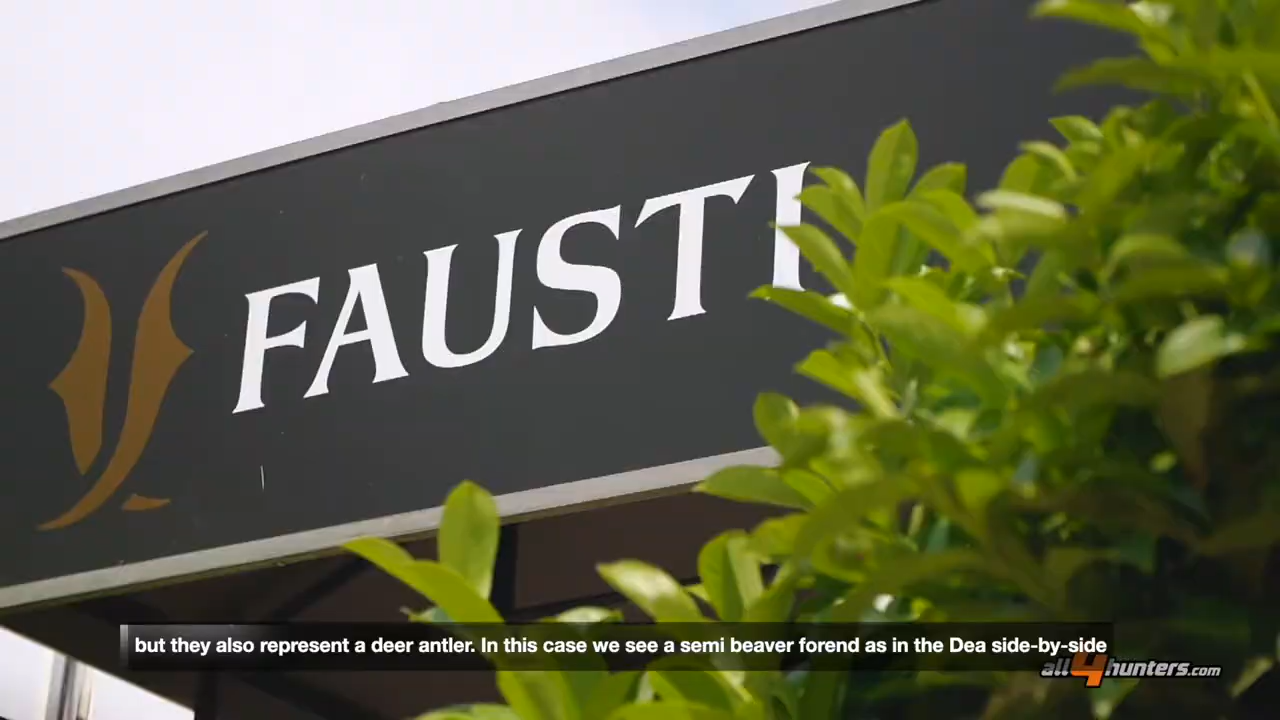 FAUSTI
but they also represent a deer antler. In this case we see a semi beaver forend as in the Dea side-by-side
all4hunters.com